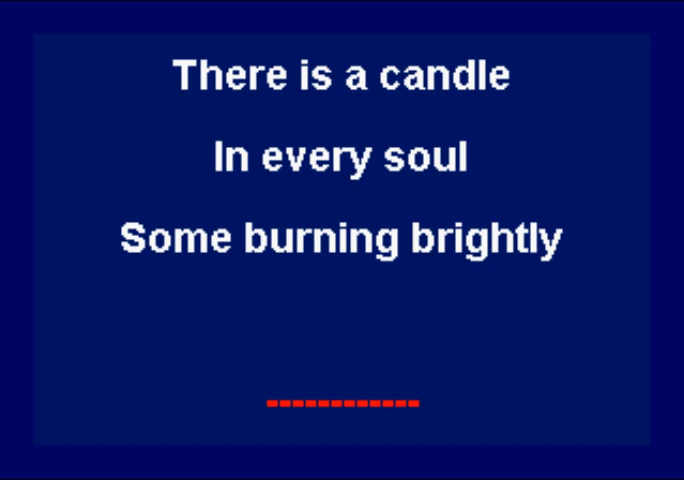 There is a candle
In every soul
Some burning brightly
------------